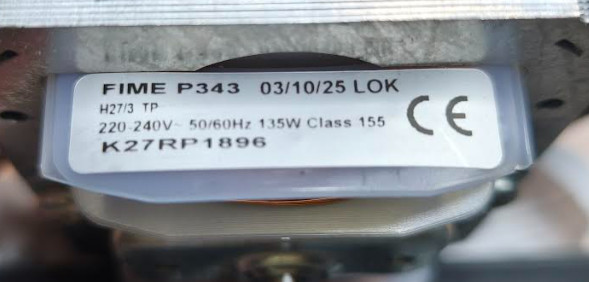 FIME P343 03/10/25 LOK
H27/3 TP
220-240V~ 50/60Hz 135W Class 155
K27RP1896
CE